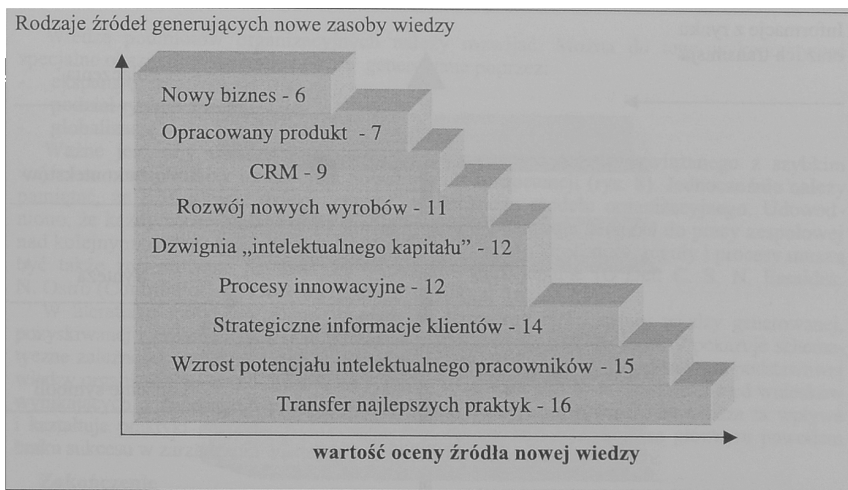 Rodzaje źródeł generujących nowe zasoby wiedzy
Nowy biznes - 6
Opracowany produkt - 7
CRM - 9
Rozwój nowych wyrobów - 11
Dzwignia „intelektualnego kapitału” - 12
Procesy innowacyjne - 12
Strategiczne informacje klientów - 14
Wzrost potencjału intelektualnego pracowników - 15
Transfer najlepszych praktyk - 16
wartość oceny źródła nowej wiedzy